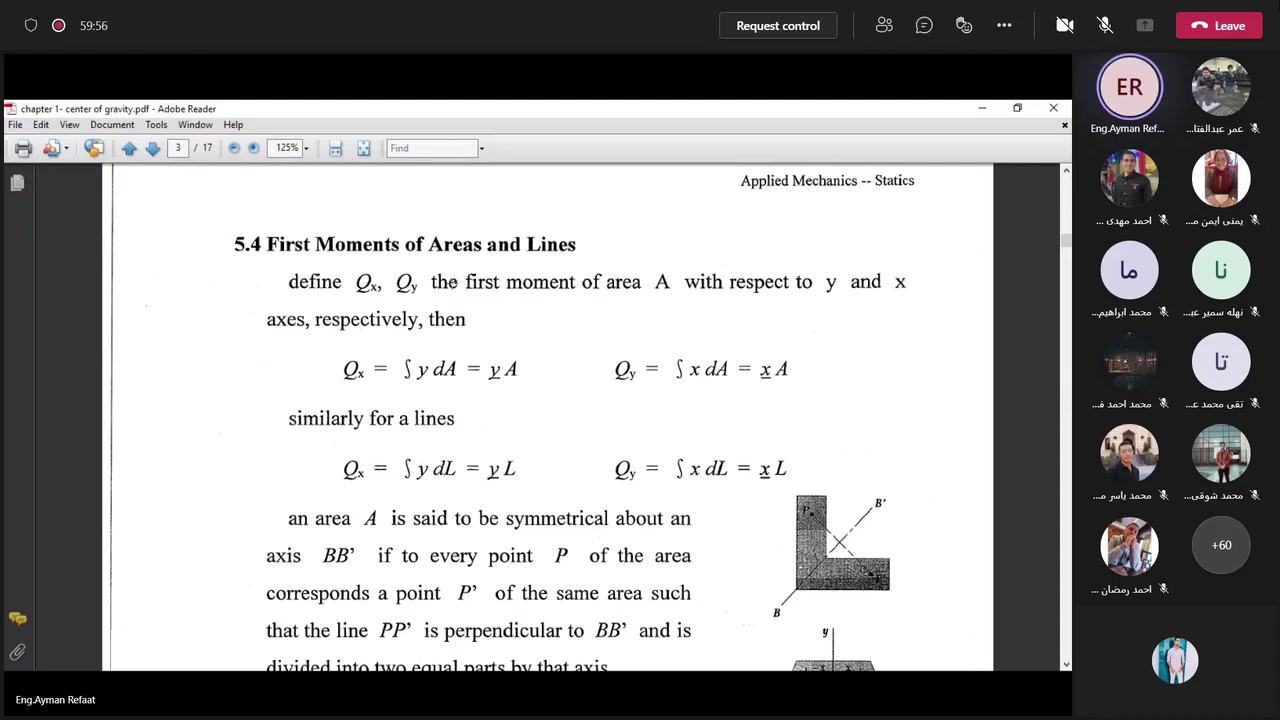 59:56
Request control
Leave
chapter 1- center of gravity.pdf - Adobe Reader
File Edit View Document Tools Window Help
3 / 17
125%
Find
Applied Mechanics -- Statics
5.4 First Moments of Areas and Lines
define Qx, Qy the first moment of area A with respect to y and x
axes, respectively, then
Qx = ∫ y dA = y A Qy = ∫ x dA = x A
similarly for a lines
Qx = ∫ y dL = y L Qy = ∫ x dL = x L
an area A is said to be symmetrical about an
axis BB' if to every point P of the area
corresponds a point P' of the same area such
that the line PP' is perpendicular to BB' and is
divided into two equal parts by that axis
P
B'
B
y
ER
Eng.Ayman Refa...
عمر عبدالفتا...
احمد مهدى ...
يمنى ايمن م...
ما
محمد ابراهيم...
نا
نهله سمير عب...
محمد احمد ف...
تا
تقى محمد ع...
محمد ياسر م...
محمد شوقى...
احمد رمضان ...
+60
Eng.Ayman Refaat